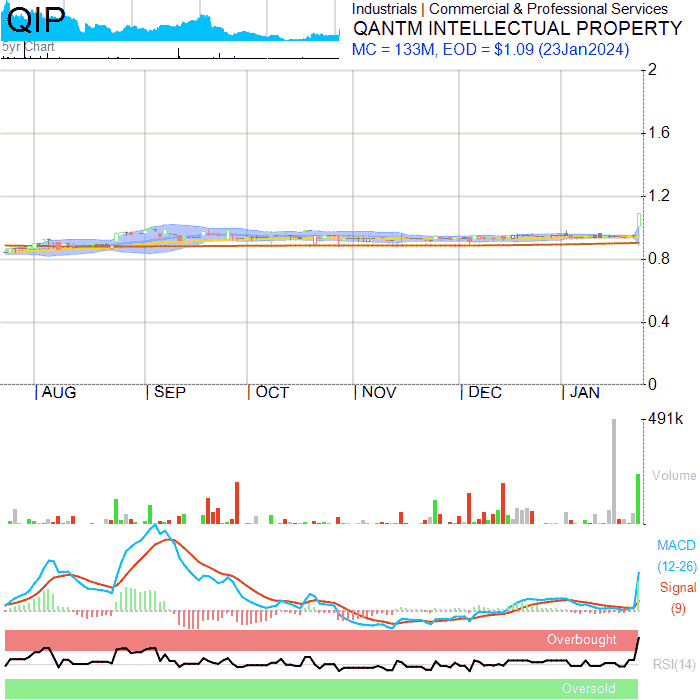 QIP
5yr Chart
Industrials | Commercial & Professional Services
QANTM INTELLECTUAL PROPERTY
MC = 133M, EOD = $1.09 (23Jan2024)
2
1.6
1.2
0.8
0.4
0
|AUG |SEP |OCT |NOV |DEC |JAN
491k
Volume
MACD
(12-26)
Signal
(9)
Overbought
RSI(14)
Oversold